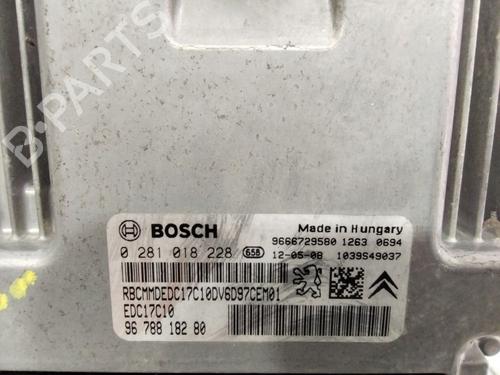 B-PARTS
BOSCH
Made in Hungary
0 281 018 228 658
9666729580 1263 0694
12-05-08 1039S49037
RBCMMDEDC17C10DV6D97CEM01
EDC17C10
96 788 182 80